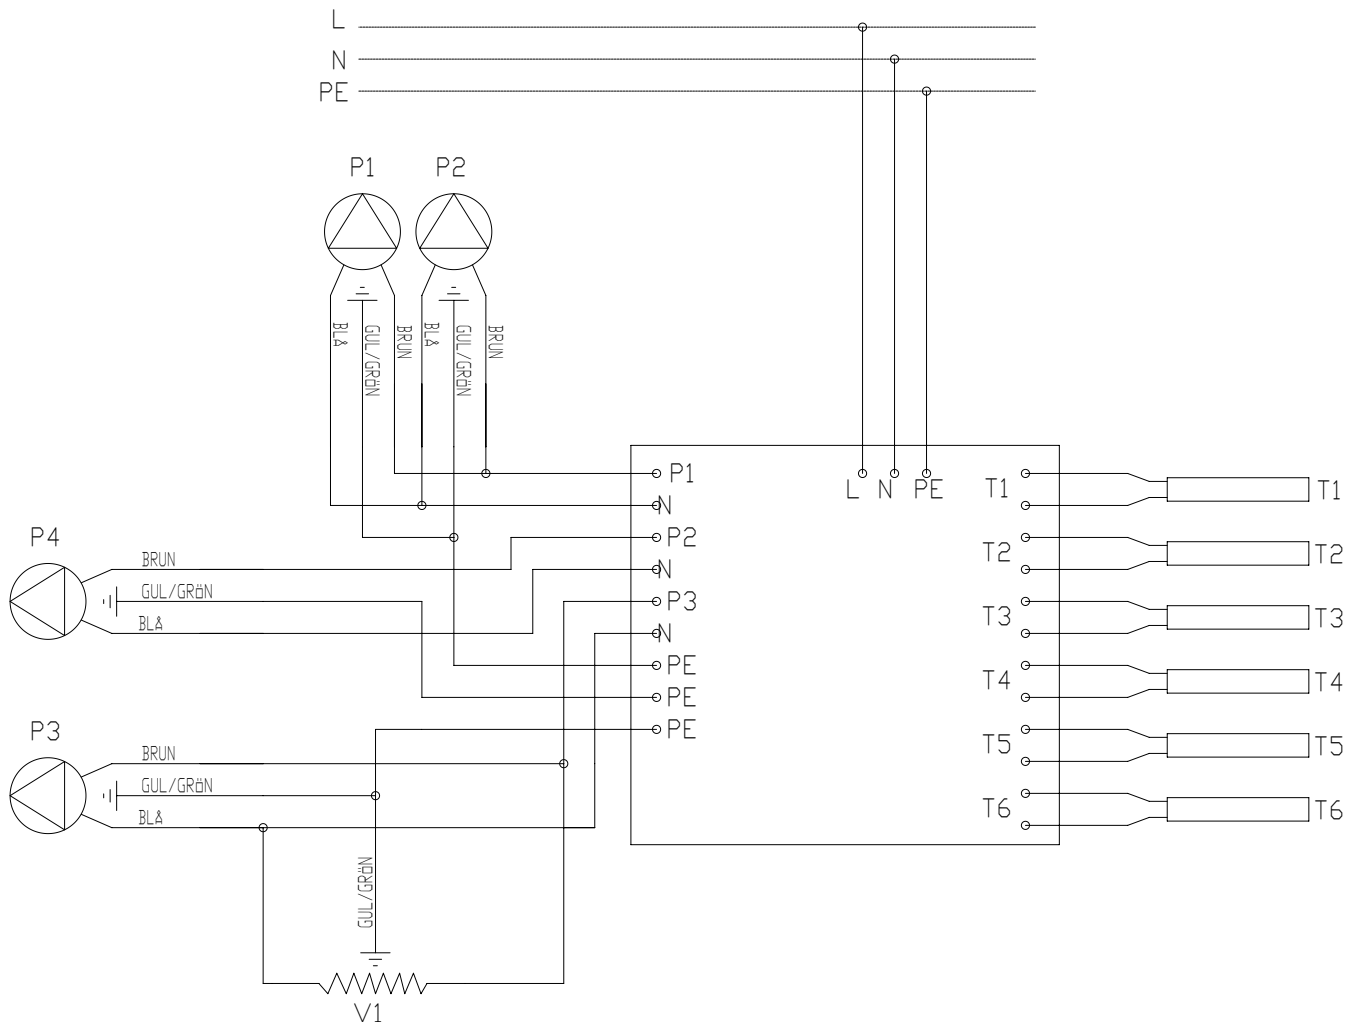 L
N
PE
P1 P2
BLÅ GUL/GRÖN BRUN BLÅ GUL/GRÖN BRUN
P1 L N PE T1 T1
N
P4 P2 T2 T2
BRUN
N
GUL/GRÖN
P3 T3 T3
BLÅ
N
PE T4 T4
PE
P3 PE T5 T5
BRUN
GUL/GRÖN
T6 T6
BLÅ
GUL/GRÖN
V1